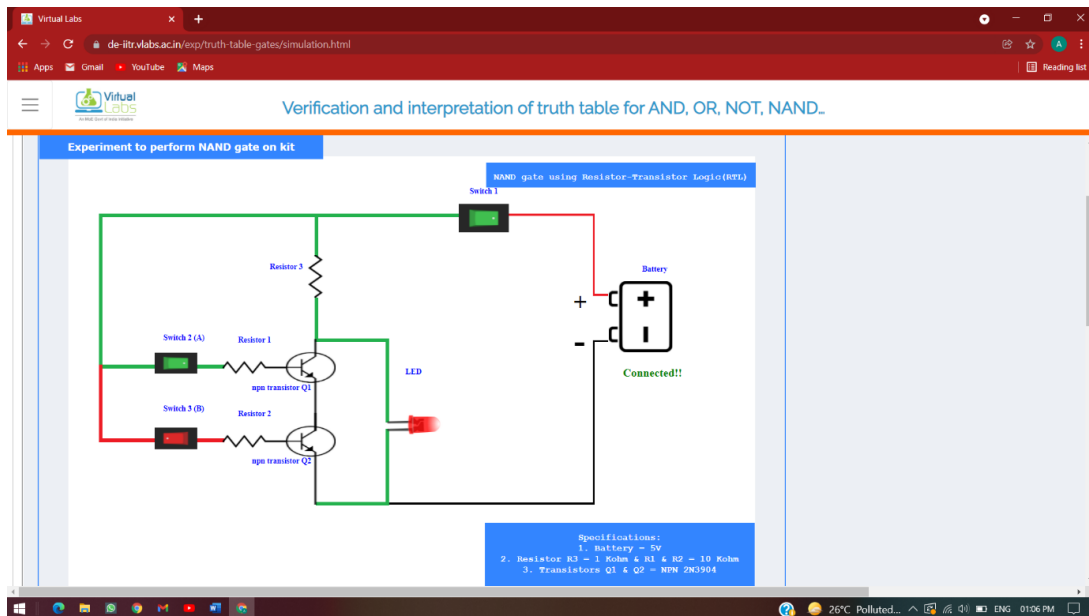 Virtual Labs
de-iitr.vlabs.ac.in/exp/truth-table-gates/simulation.html
A
Apps Gmail YouTube Maps Reading list
Virtual
Labs
Verification and interpretation of truth table for AND, OR, NOT, NAND...
Experiment to perform NAND gate on kit
NAND gate using Resistor-Transistor Logic(RTL)
Switch 1
Resistor 3
Battery
+
-
Connected!!
Switch 2 (A) Resistor 1
npn transistor Q1
LED
Switch 3 (B) Resistor 2
npn transistor Q2
Specifications:
1. Battery - 5V
2. Resistor R3 - 1 Kohm & R1 & R2 - 10 Kohm
3. Transistors Q1 & Q2 - NPN 2N3904
26°C Polluted... ENG 01:06 PM